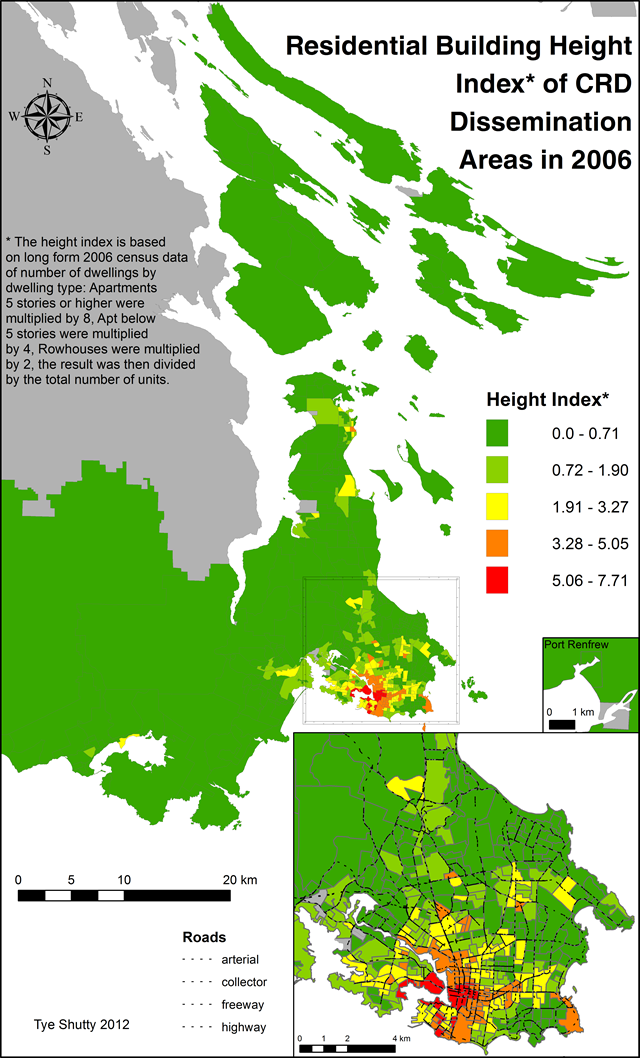 Residential Building Height
Index* of CRD
Dissemination
Areas in 2006
N
W E
S
* The height index is based
on long form 2006 census data
of number of dwellings by
dwelling type: Apartments
5 stories or higher were
multiplied by 8, Apt below
5 stories were multiplied
by 4, Rowhouses were multiplied
by 2, the result was then divided
by the total number of units.
Height Index*
0.0 - 0.71
0.72 - 1.90
1.91 - 3.27
3.28 - 5.05
5.06 - 7.71
Port Renfrew
0 1 km
0 5 10 20 km
Roads
arterial
collector
freeway
highway
Tye Shutty 2012
0 1 2 4 km